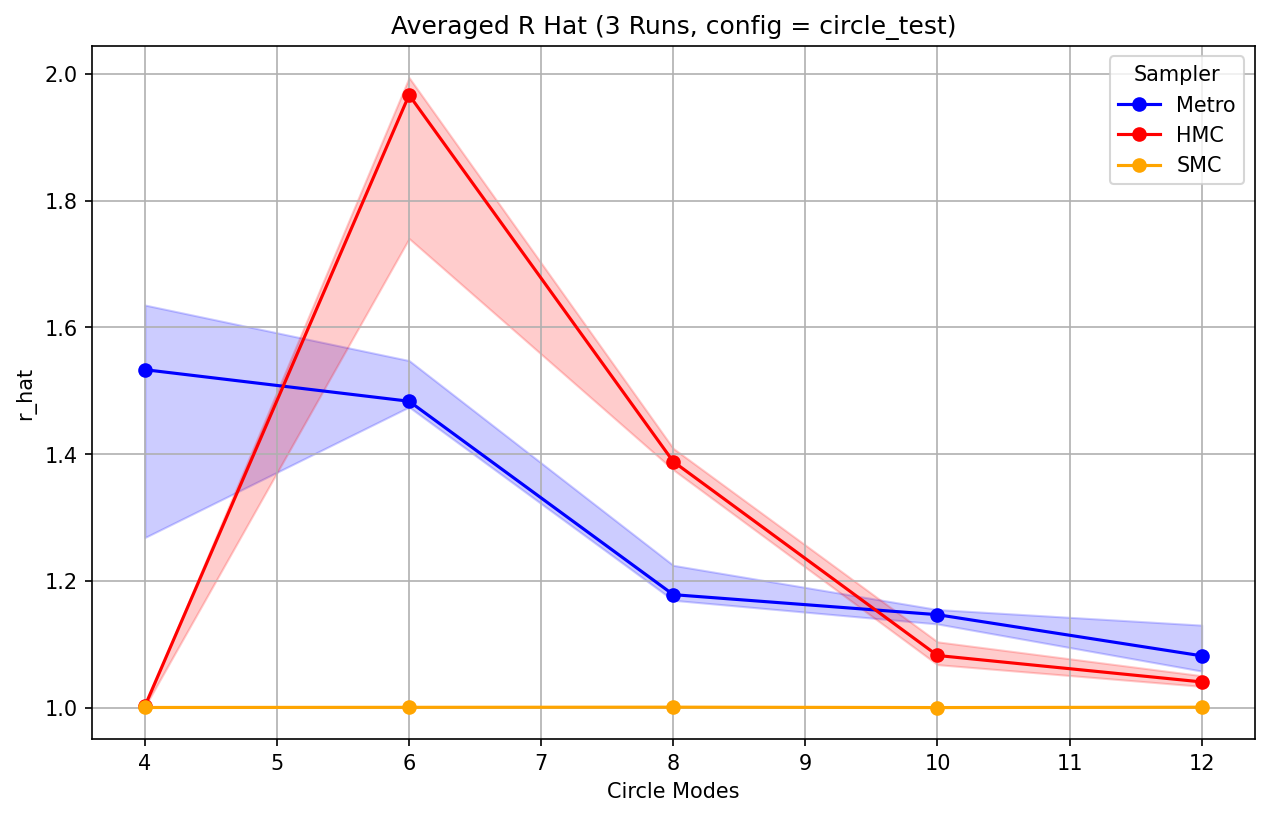 Averaged R Hat (3 Runs, config = circle_test)
Sampler
Metro
HMC
SMC
r_hat
2.0
1.8
1.6
1.4
1.2
1.0
4 5 6 7 8 9 10 11 12
Circle Modes